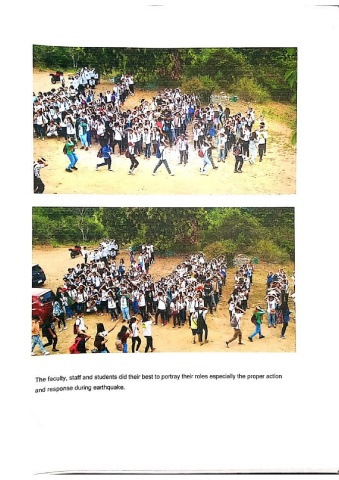 The faculty, staff and students did their best to portray their roles especially the proper action
and response during earthquake.